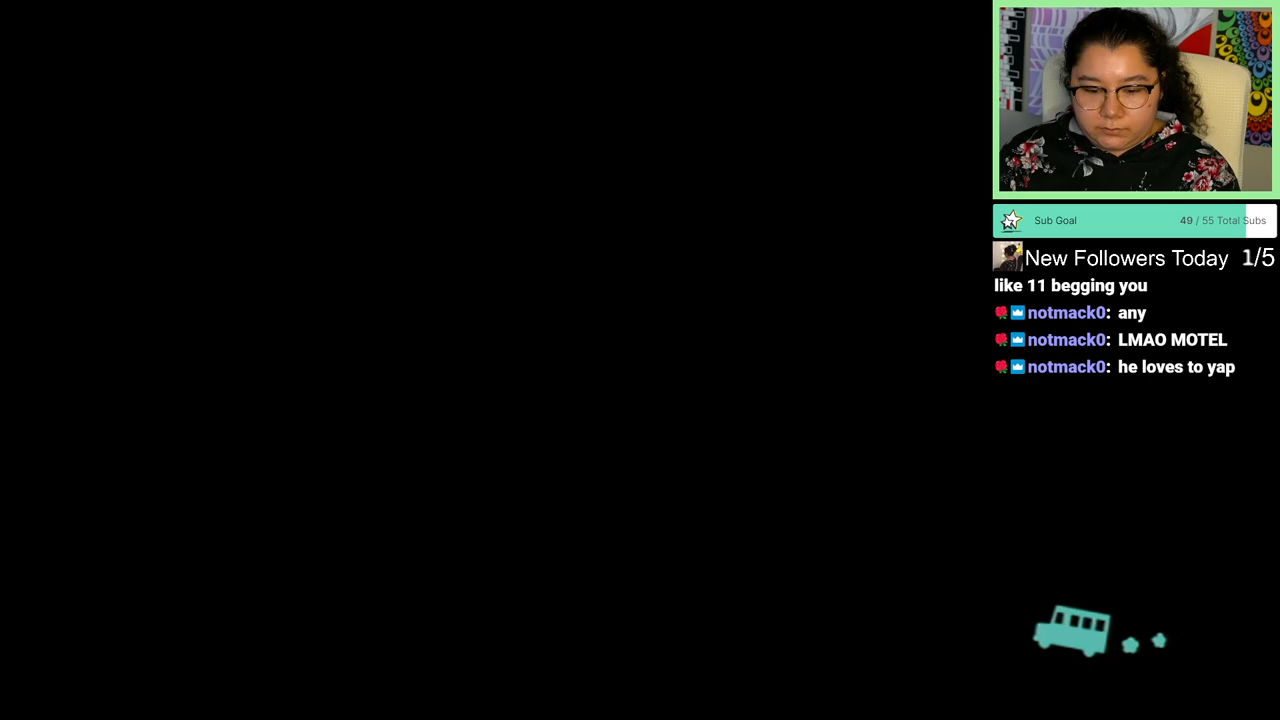 Sub Goal 49 / 55 Total Subs
New Followers Today 1/5
like 11 begging you
notmack0: any
notmack0: LMAO MOTEL
notmack0: he loves to yap